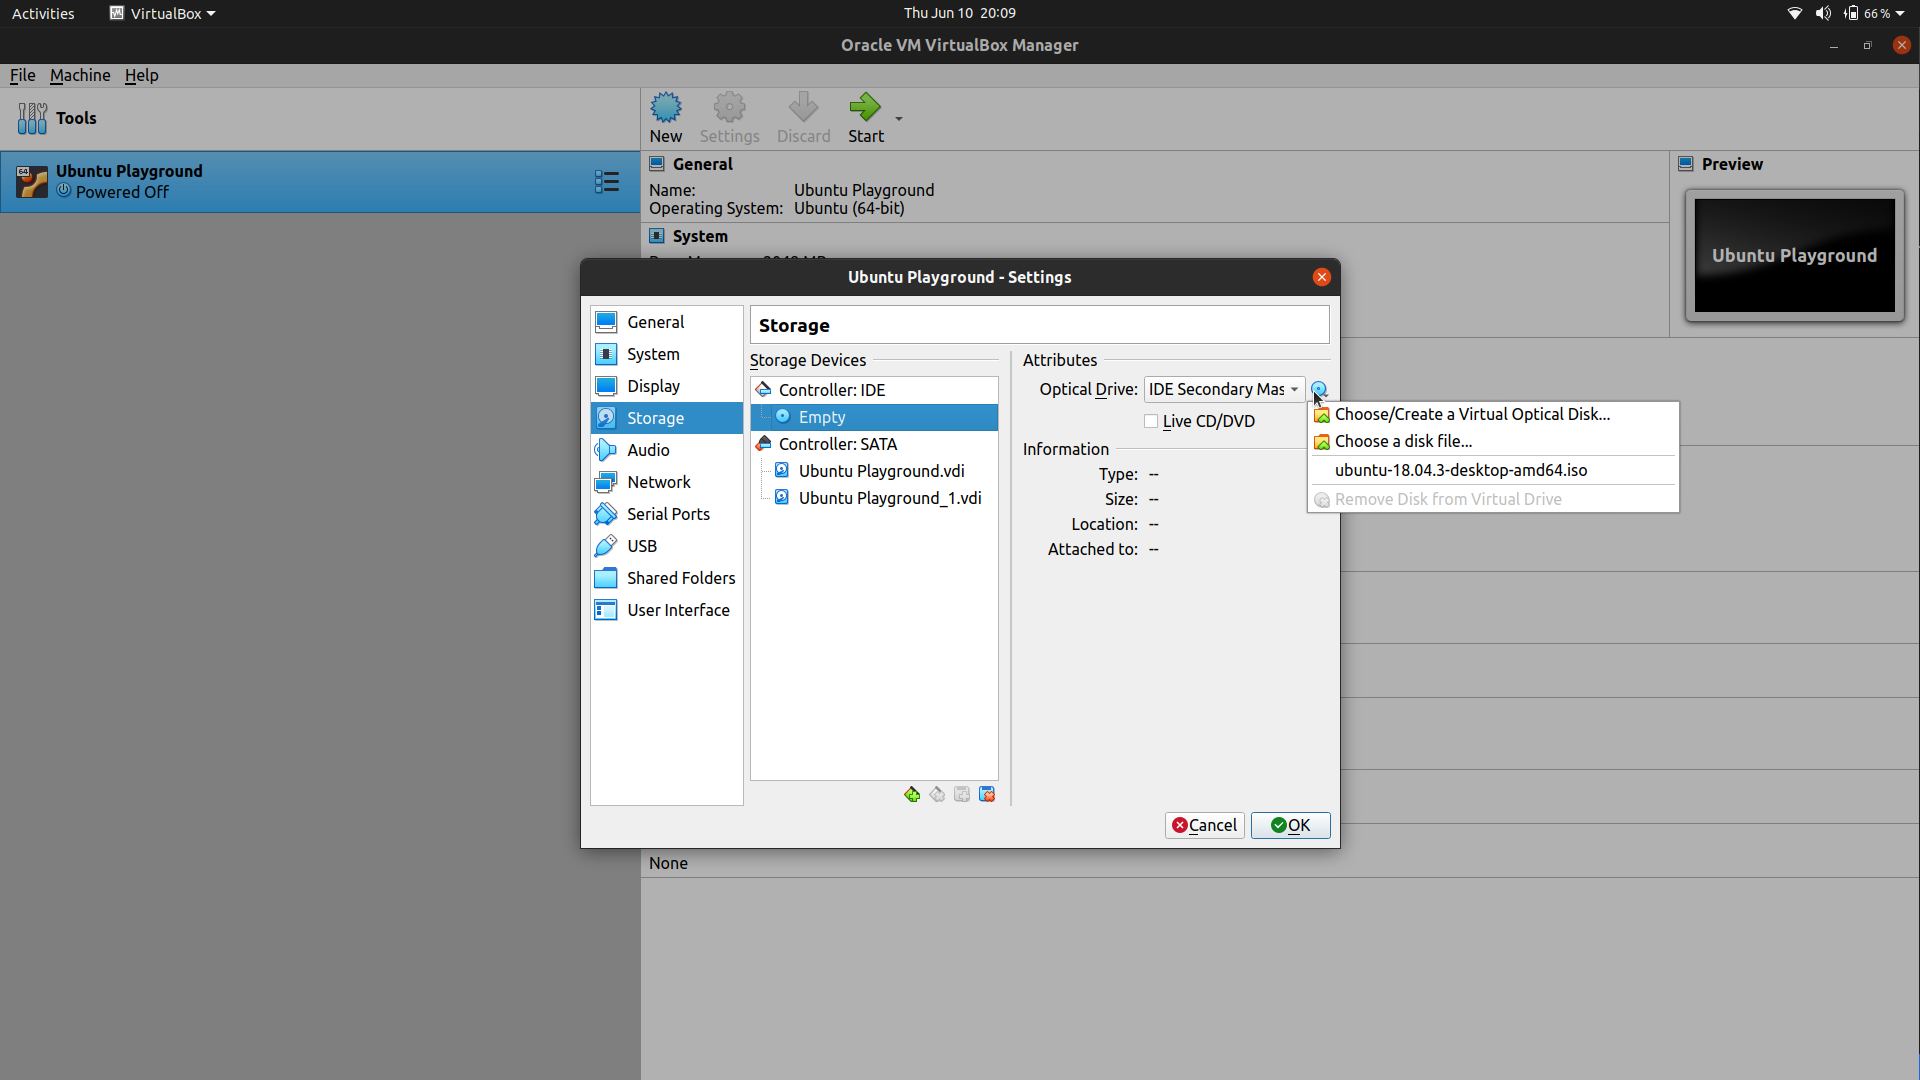 Activities VirtualBox Thu Jun 10 20:09 66 %
Oracle VM VirtualBox Manager
File Machine Help
Tools
New Settings Discard Start
64 Ubuntu Playground
Powered Off
General
Name: Ubuntu Playground
Operating System: Ubuntu (64-bit)
System
Preview
Ubuntu Playground
Ubuntu Playground - Settings
General
System
Display
Storage
Audio
Network
Serial Ports
USB
Shared Folders
User Interface
Storage
Storage Devices
Controller: IDE
Empty
Controller: SATA
Ubuntu Playground.vdi
Ubuntu Playground_1.vdi
Attributes
Optical Drive: IDE Secondary Mas
Live CD/DVD
Information
Type: --
Size: --
Location: --
Attached to: --
Choose/Create a Virtual Optical Disk...
Choose a disk file...
ubuntu-18.04.3-desktop-amd64.iso
Remove Disk from Virtual Drive
Cancel OK
None